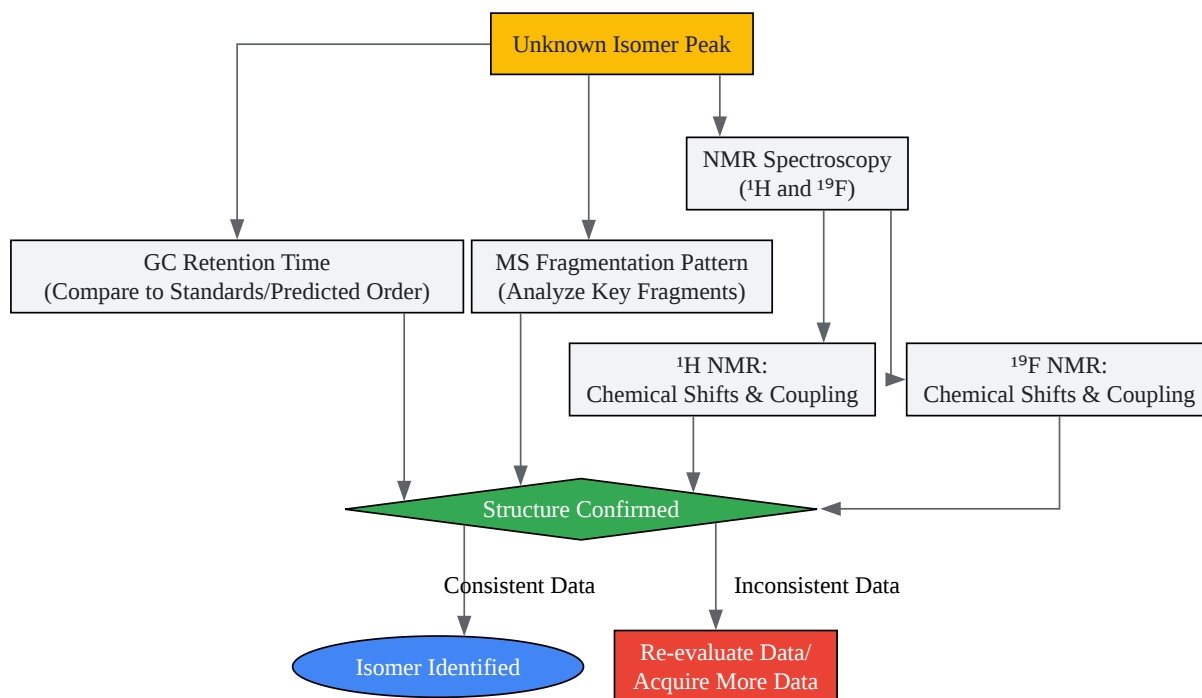 Unknown Isomer Peak
NMR Spectroscopy
(¹H and ¹⁹F)
GC Retention Time
(Compare to Standards/Predicted Order)
MS Fragmentation Pattern
(Analyze Key Fragments)
¹H NMR:
Chemical Shifts & Coupling
¹⁹F NMR:
Chemical Shifts & Coupling
Structure Confirmed
Consistent Data
Inconsistent Data
Isomer Identified
Re-evaluate Data/
Acquire More Data